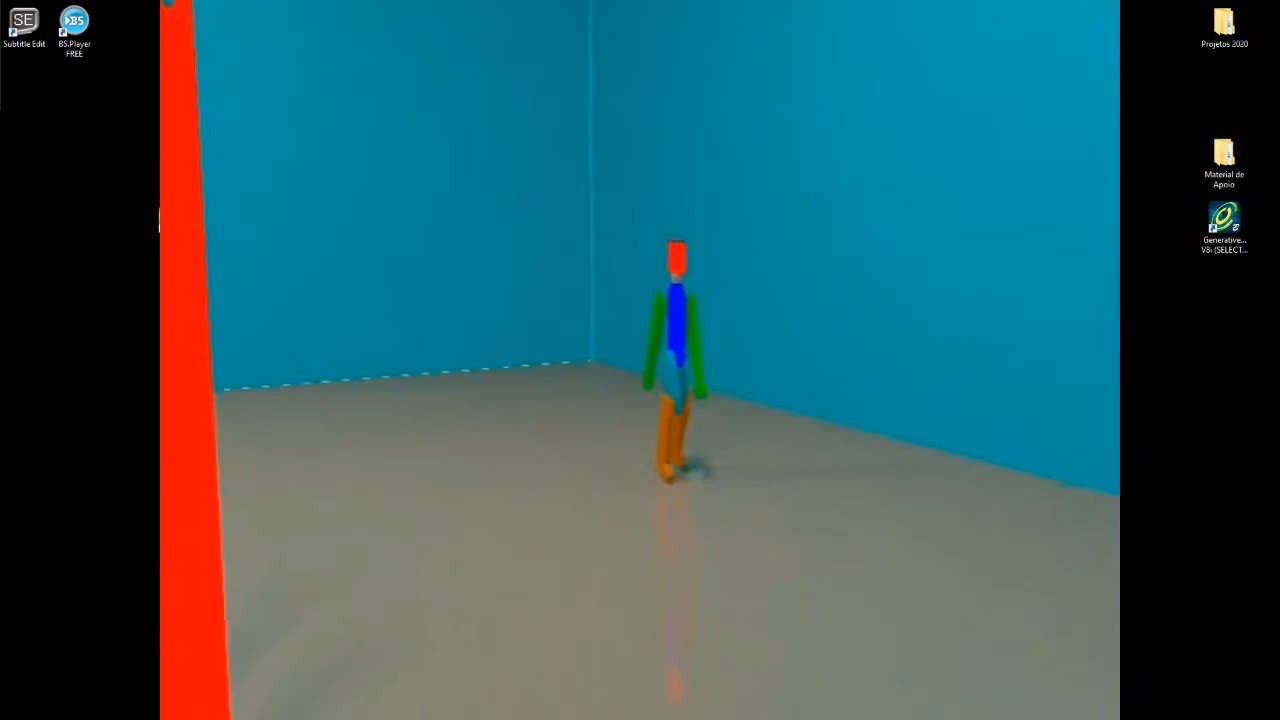 SE
Subtitle Edit
BS
BS.Player
FREE
Projetos 2020
Material de
Apoio
Generative...
V8i (SELECT...